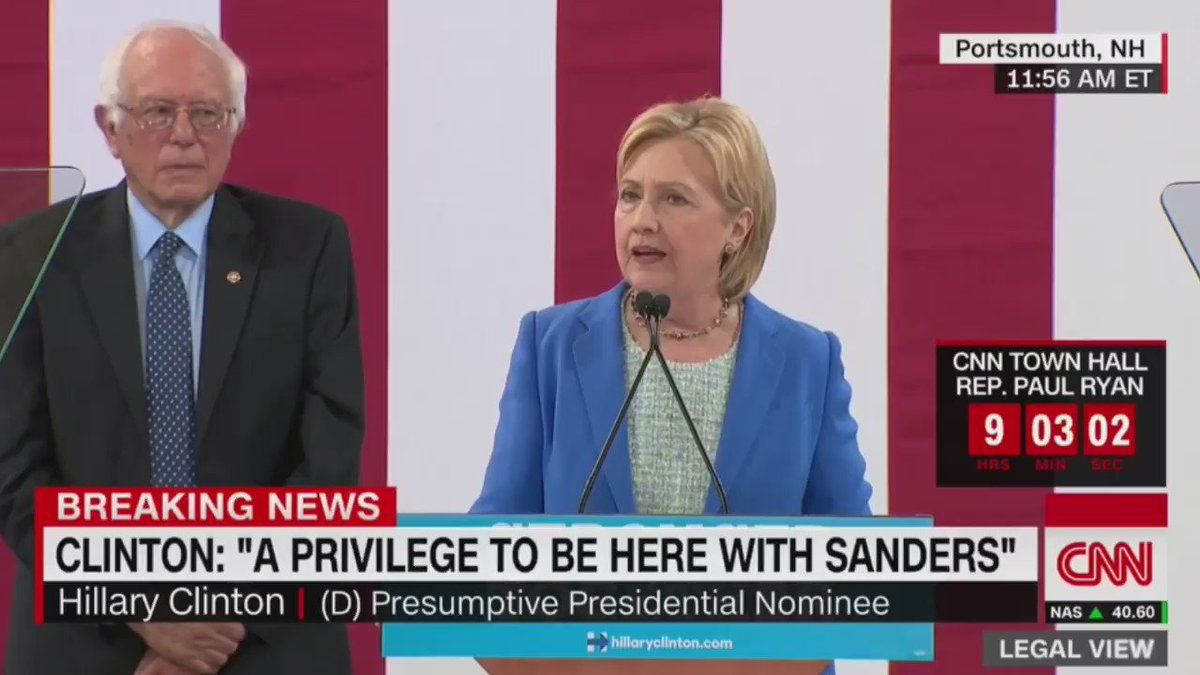 Portsmouth, NH
11:56 AM ET
CNN TOWN HALL
REP. PAUL RYAN
9 03 02
HRS MIN SEC
BREAKING NEWS
CLINTON: "A PRIVILEGE TO BE HERE WITH SANDERS"
Hillary Clinton | (D) Presumptive Presidential Nominee
CNN
NAS ▲ 40.60
hillaryclinton.com
LEGAL VIEW